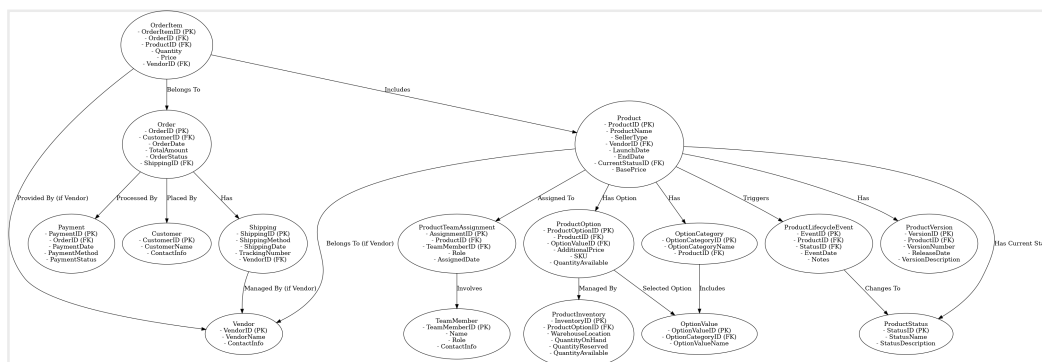 OrderItem
- OrderItemID (PK)
- OrderID (FK)
- ProductID (FK)
- Quantity
- Price
- VendorID (FK)
Belongs To
Includes
Product
- ProductID (PK)
- ProductName
- SellerType
- VendorID (FK)
- LaunchDate
- EndDate
- CurrentStatusID (FK)
- BasePrice
Order
- OrderID (PK)
- CustomerID (FK)
- OrderDate
- TotalAmount
- OrderStatus
- ShippingID (FK)
Provided By (if Vendor)
Processed By
Placed By
Has
Assigned To
Has Option
Has
Triggers
Has
Payment
- PaymentID (PK)
- OrderID (FK)
- PaymentDate
- PaymentMethod
- PaymentStatus
Customer
- CustomerID (PK)
- CustomerName
- ContactInfo
Shipping
- ShippingID (PK)
- ShippingMethod
- ShippingDate
- TrackingNumber
- VendorID (FK)
Belongs To (if Vendor)
ProductTeamAssignment
- AssignmentID (PK)
- ProductID (FK)
- TeamMemberID (FK)
- Role
- AssignedDate
ProductOption
- ProductOptionID (PK)
- ProductID (FK)
- OptionValueID (FK)
- AdditionalPrice
- SKU
- QuantityAvailable
OptionCategory
- OptionCategoryID (PK)
- OptionCategoryName
- ProductID (FK)
ProductLifecycleEvent
- EventID (PK)
- ProductID (FK)
- StatusID (FK)
- EventDate
- Notes
ProductVersion
- VersionID (PK)
- ProductID (FK)
- VersionNumber
- ReleaseDate
- VersionDescription
Has Current Sta
Managed By (if Vendor)
Involves
Managed By
Selected Option
Includes
Changes To
Vendor
- VendorID (PK)
- VendorName
- ContactInfo
TeamMember
- TeamMemberID (PK)
- Name
- Role
- ContactInfo
ProductInventory
- InventoryID (PK)
- ProductOptionID (FK)
- WarehouseLocation
- QuantityOnHand
- QuantityReserved
- QuantityAvailable
OptionValue
- OptionValueID (PK)
- OptionCategoryID (FK)
- OptionValueName
ProductStatus
- StatusID (PK)
- StatusName
- StatusDescription